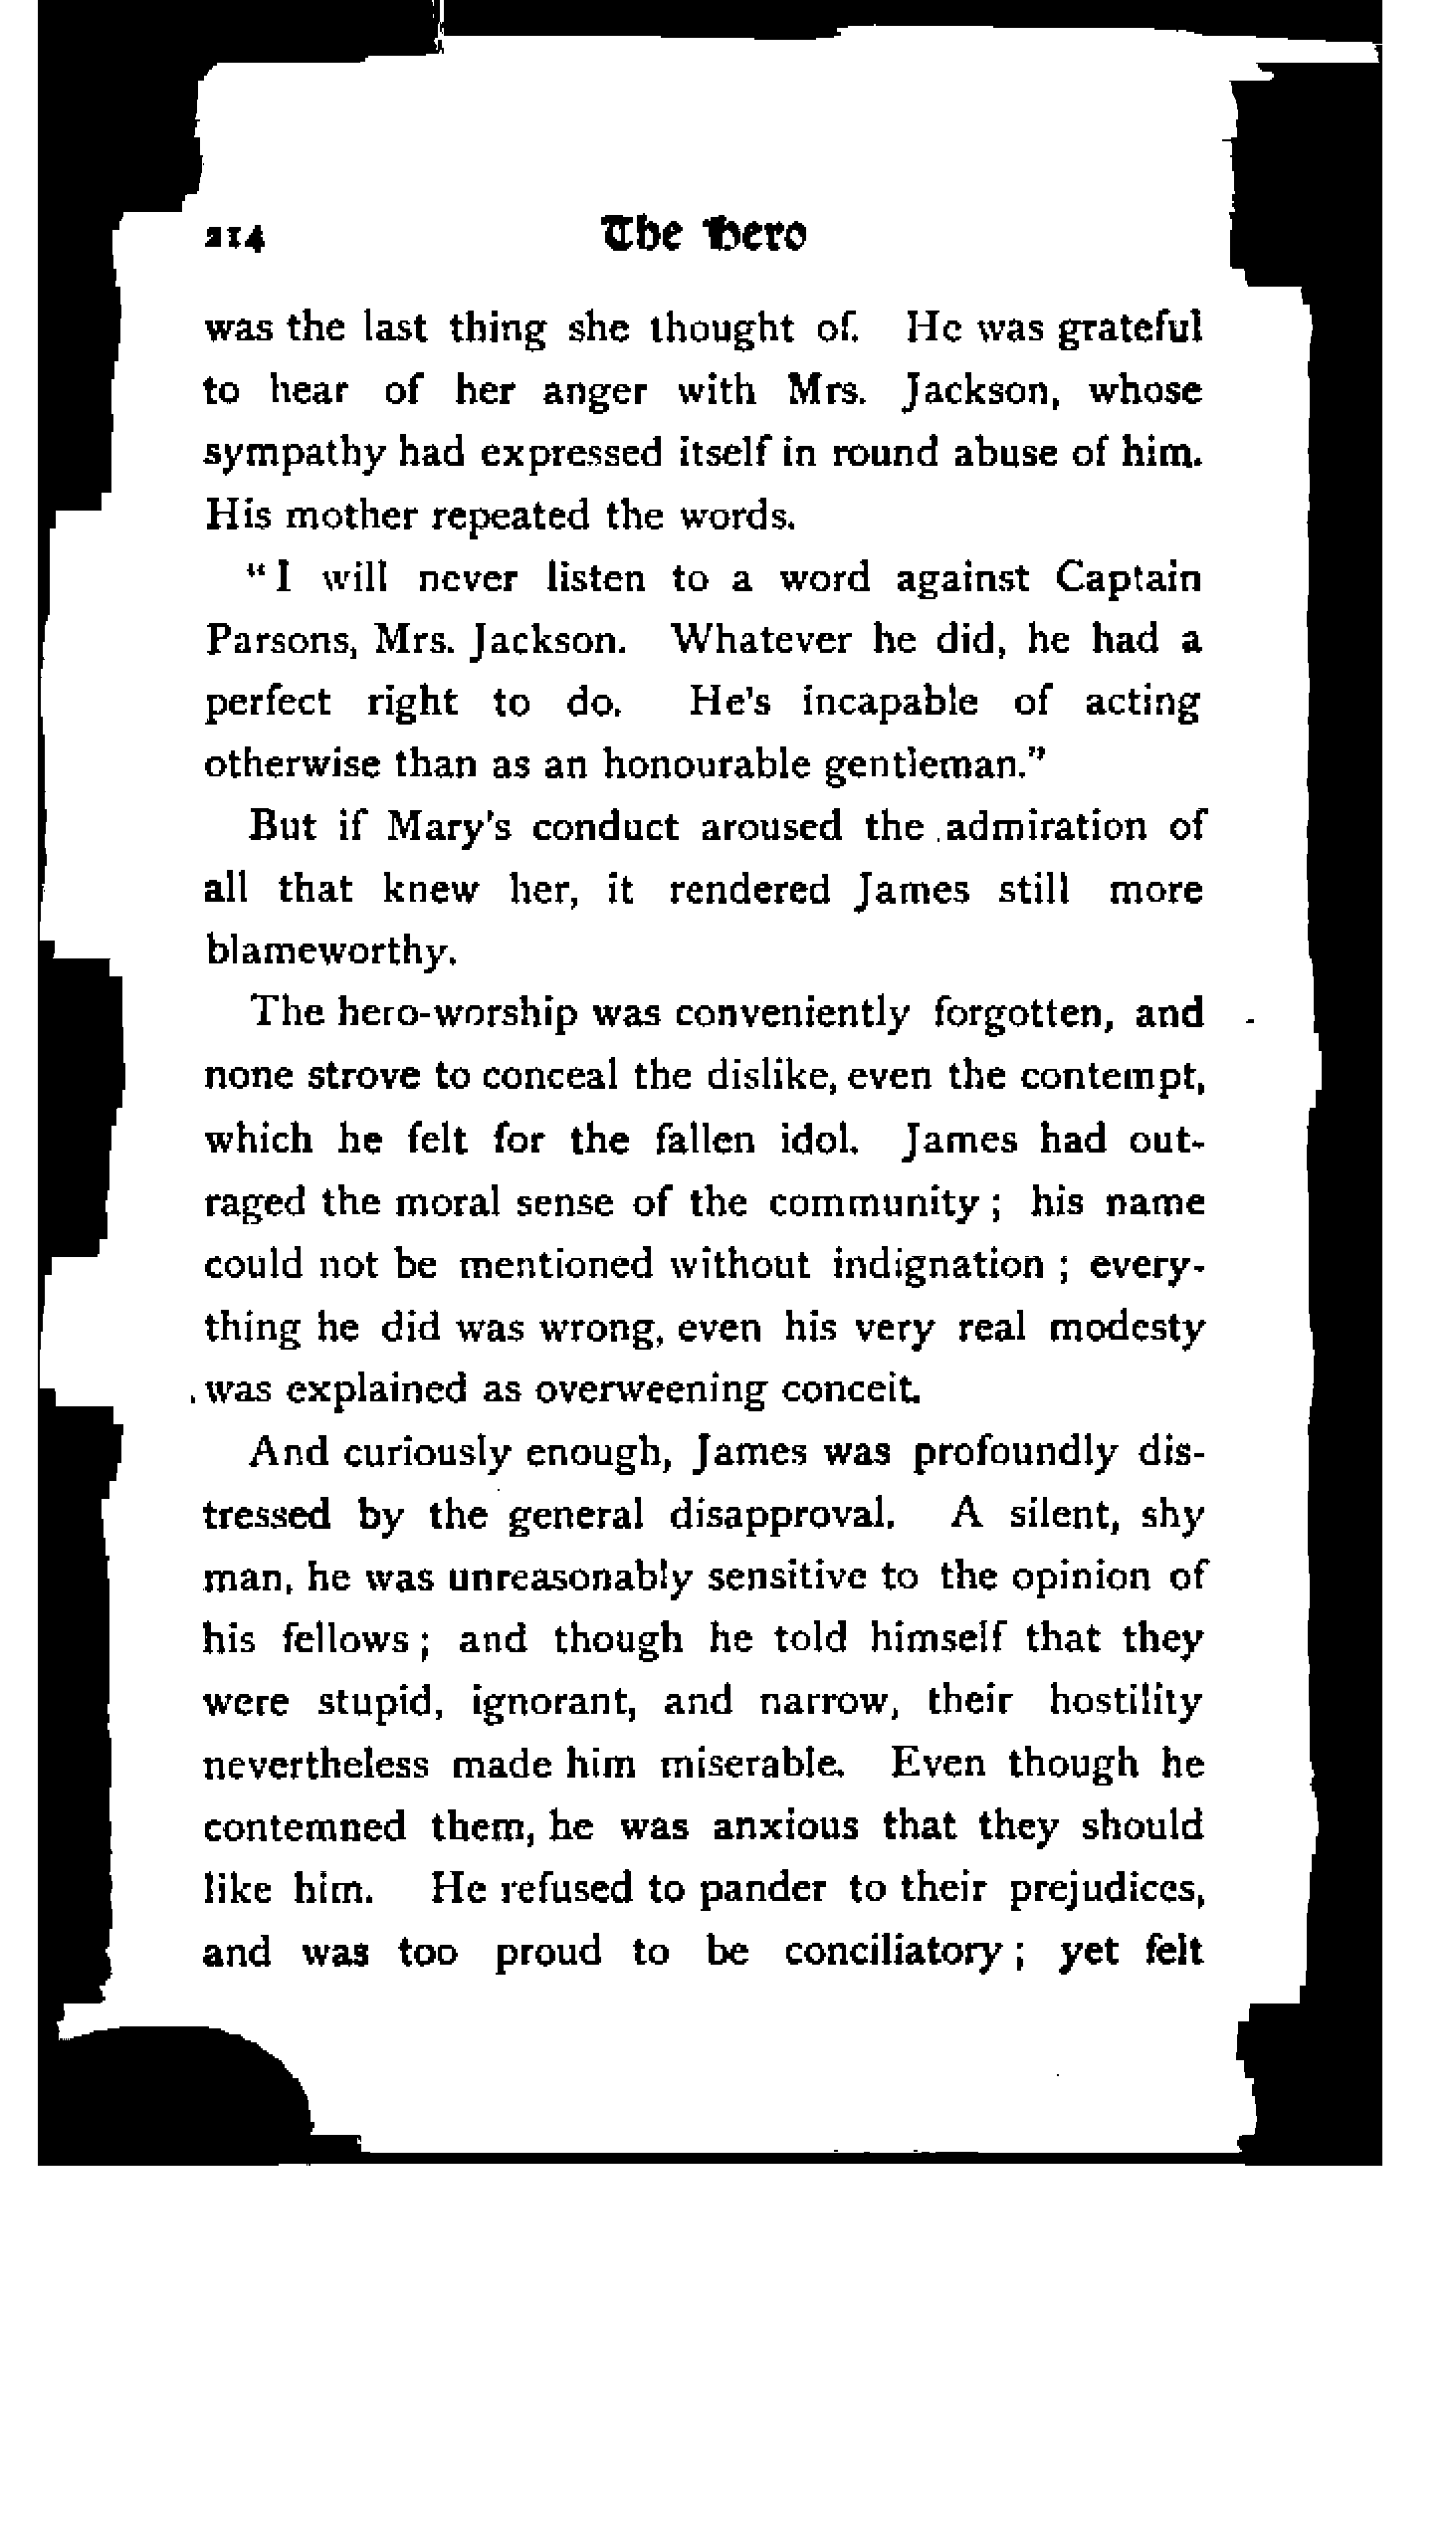 214 The Hero
was the last thing she thought of. He was grateful
to hear of her anger with Mrs. Jackson, whose
sympathy had expressed itself in round abuse of him.
His mother repeated the words.
"I will never listen to a word against Captain
Parsons, Mrs. Jackson. Whatever he did, he had a
perfect right to do. He's incapable of acting
otherwise than as an honourable gentleman."
But if Mary's conduct aroused the admiration of
all that knew her, it rendered James still more
blameworthy.
The hero-worship was conveniently forgotten, and
none strove to conceal the dislike, even the contempt,
which he felt for the fallen idol. James had out-
raged the moral sense of the community; his name
could not be mentioned without indignation; every-
thing he did was wrong, even his very real modesty
was explained as overweening conceit.
And curiously enough, James was profoundly dis-
tressed by the general disapproval. A silent, shy
man, he was unreasonably sensitive to the opinion of
his fellows; and though he told himself that they
were stupid, ignorant, and narrow, their hostility
nevertheless made him miserable. Even though he
contemned them, he was anxious that they should
like him. He refused to pander to their prejudices,
and was too proud to be conciliatory; yet felt